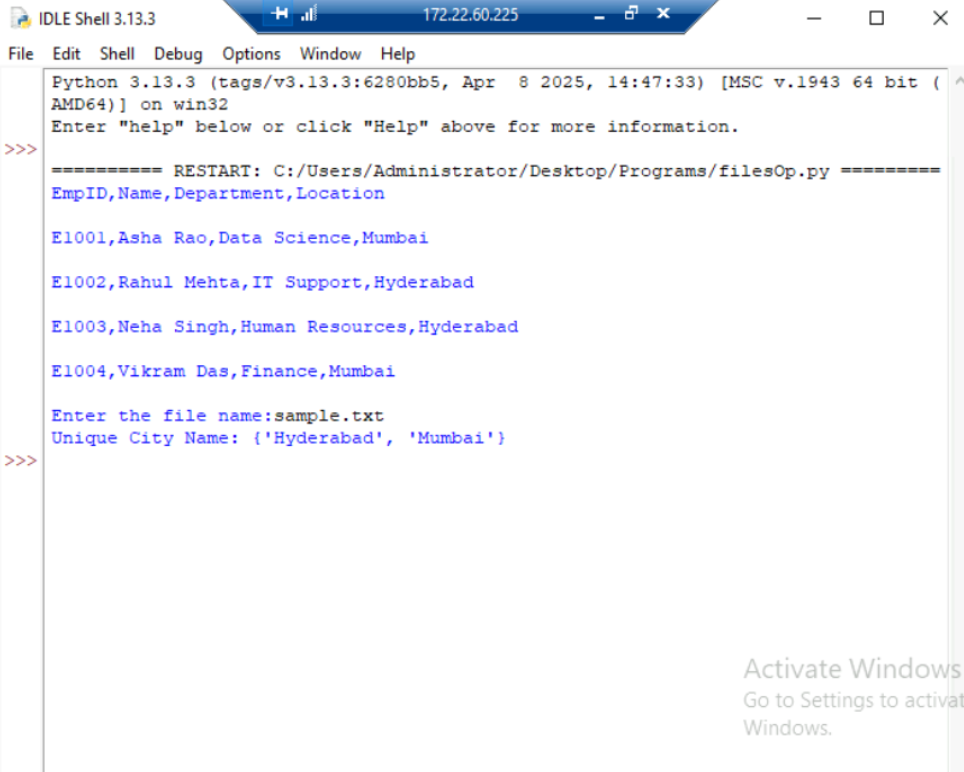 IDLE Shell 3.13.3
172.22.60.225
File Edit Shell Debug Options Window Help
Python 3.13.3 (tags/v3.13.3:6280bb5, Apr  8 2025, 14:47:33) [MSC v.1943 64 bit (
AMD64)] on win32
Enter "help" below or click "Help" above for more information.
>>>
========== RESTART: C:/Users/Administrator/Desktop/Programs/filesOp.py =========
EmpID,Name,Department,Location
E1001,Asha Rao,Data Science,Mumbai
E1002,Rahul Mehta,IT Support,Hyderabad
E1003,Neha Singh,Human Resources,Hyderabad
E1004,Vikram Das,Finance,Mumbai
Enter the file name:sample.txt
Unique City Name: {'Hyderabad', 'Mumbai'}
>>>
Activate Windows
Go to Settings to activat
Windows.